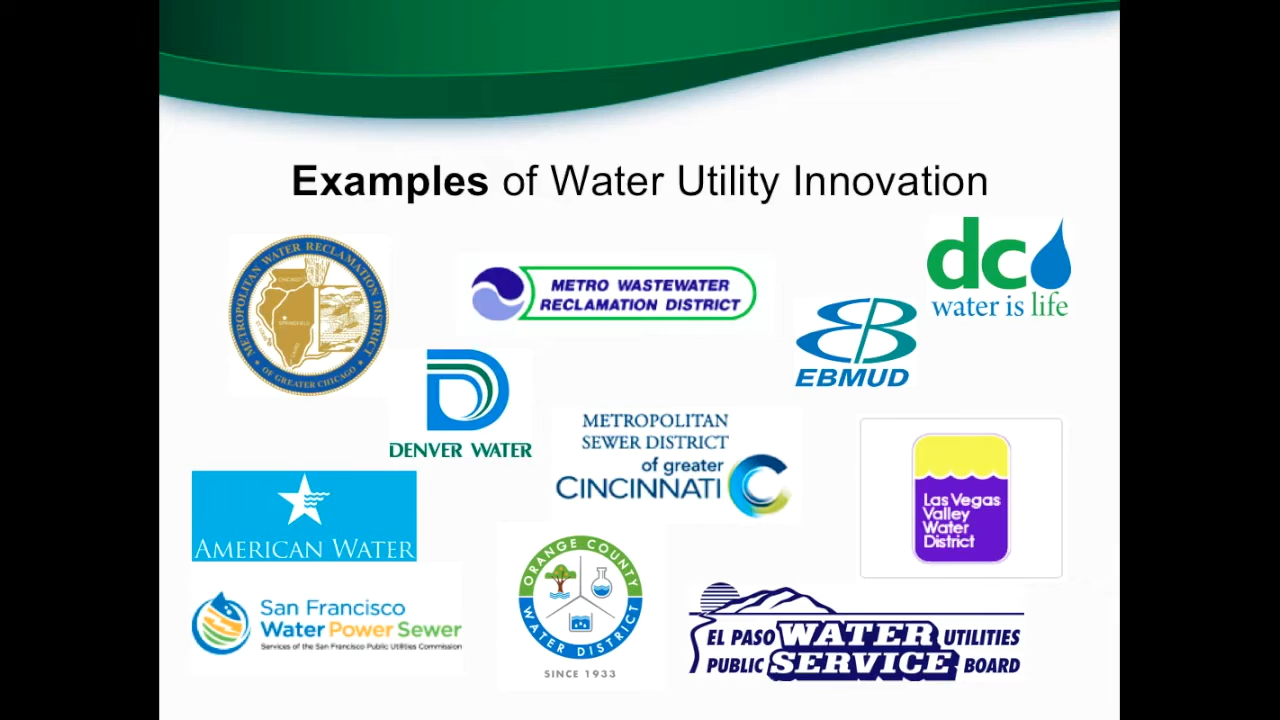 Examples of Water Utility Innovation
METROPOLITAN WATER RECLAMATION DISTRICT
OF GREATER CHICAGO
CHICAGO
SPRINGFIELD
METRO WASTEWATER
RECLAMATION DISTRICT
dc
water is life
EBMUD
DENVER WATER
METROPOLITAN
SEWER DISTRICT
of greater
CINCINNATI
Las Vegas
Valley
Water
District
AMERICAN WATER
San Francisco
Water Power Sewer
Services of the San Francisco Public Utilities Commission
ORANGE COUNTY
WATER DISTRICT
SINCE 1933
EL PASO WATER UTILITIES
PUBLIC SERVICE BOARD